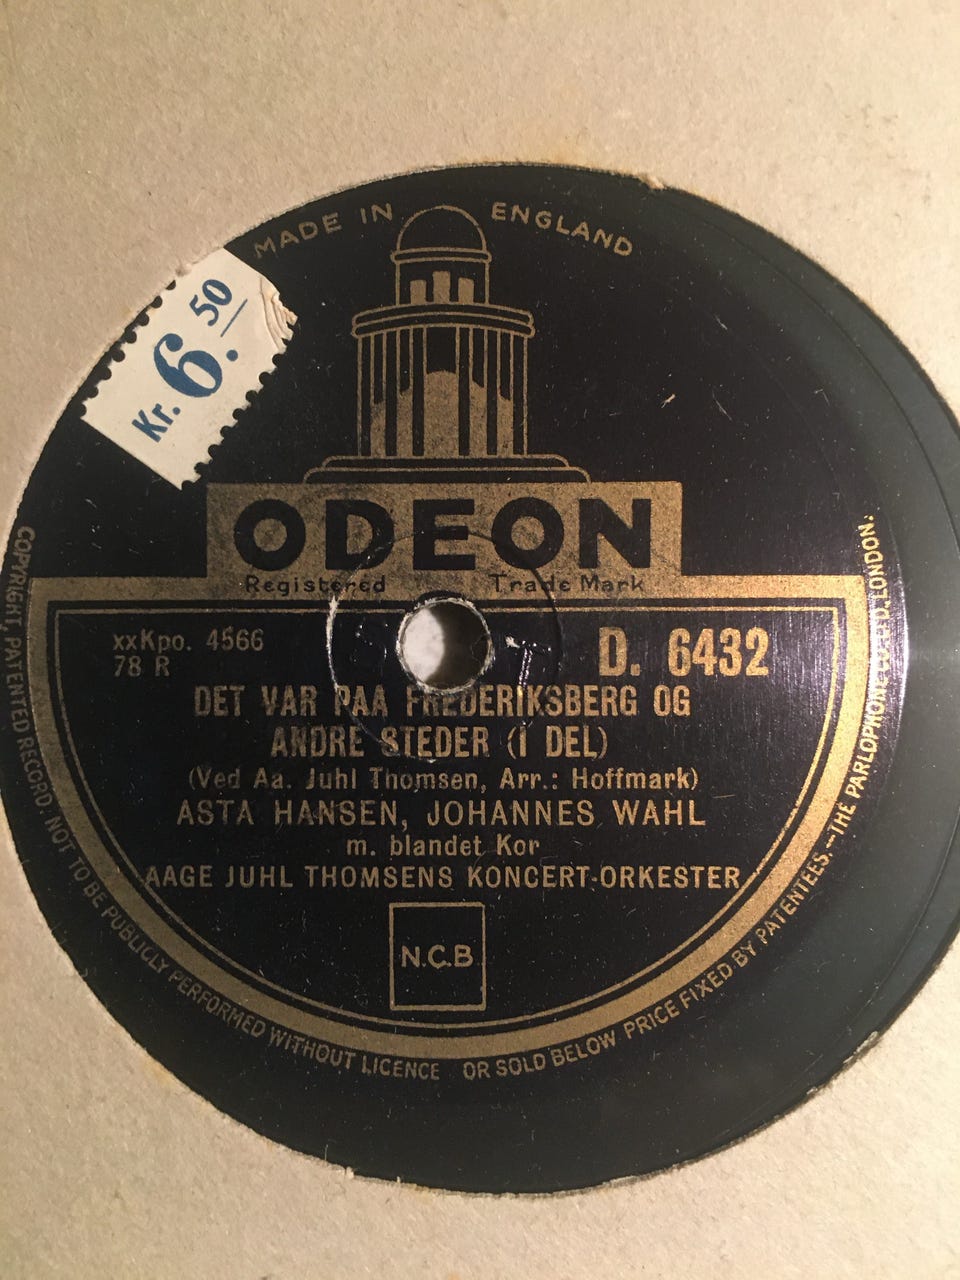 MADE IN ENGLAND
Kr. 6.50
ODEON
Registered Trade Mark
xxKpo. 4566
78 R
D. 6432
DET VAR PAA FREDERIKSBERG OG
ANDRE STEDER (I DEL)
(Ved Aa. Juhl Thomsen, Arr.: Hoffmark)
ASTA HANSEN, JOHANNES WAHL
m. blandet Kor
AAGE JUHL THOMSENS KONCERT-ORKESTER
N.C.B
COPYRIGHT, PATENTED RECORD. NOT TO BE PUBLICLY PERFORMED WITHOUT LICENCE OR SOLD BELOW PRICE FIXED BY PATENTEES.—THE PARLOPHONE CO. LTD. LONDON.